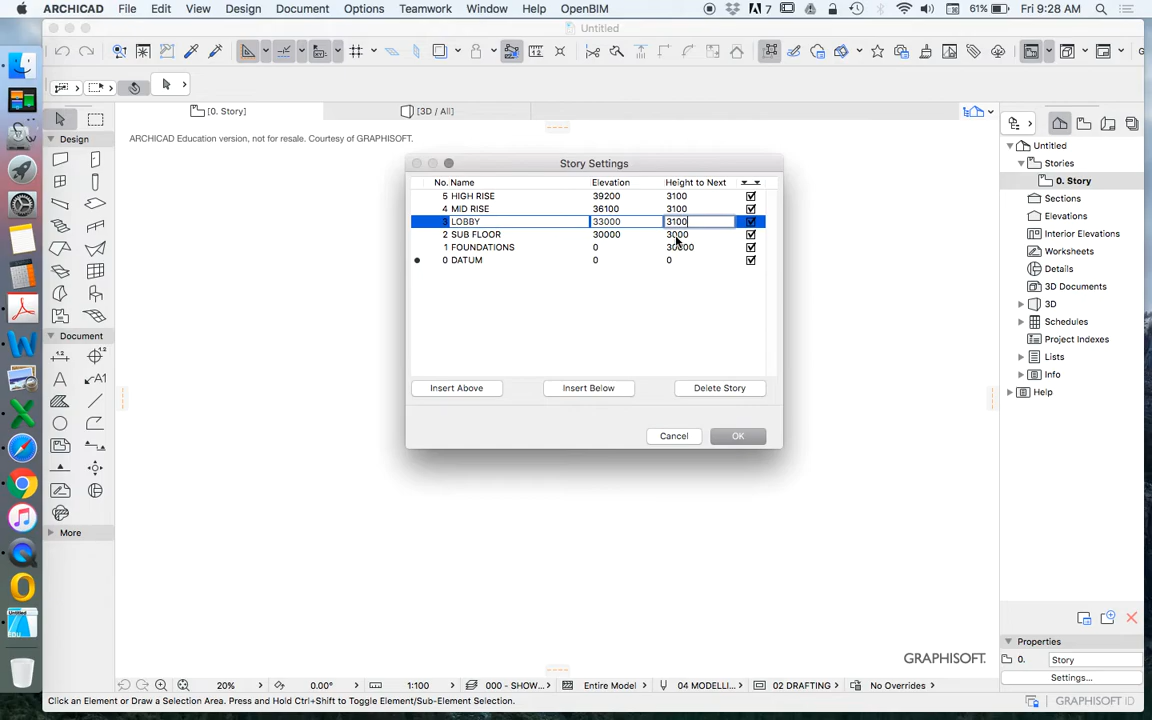 ARCHICAD File Edit View Design Document Options Teamwork Window Help OpenBIM 7 61% Fri 9:28 AM
Untitled
[0. Story] [3D / All]
ARCHICAD Education version, not for resale. Courtesy of GRAPHISOFT.
Design
Document
More
Story Settings
No. Name Elevation Height to Next
5 HIGH RISE 39200 3100
4 MID RISE 36100 3100
3 LOBBY 33000 3100
2 SUB FLOOR 30000 3000
1 FOUNDATIONS 0 30000
0 DATUM 0 0
Insert Above Insert Below Delete Story
Cancel OK
Untitled
Stories
0. Story
Sections
Elevations
Interior Elevations
Worksheets
Details
3D Documents
3D
Schedules
Project Indexes
Lists
Info
Help
Properties
0. Story
Settings...
GRAPHISOFT.
20% 0.00° 1:100 000 - SHOW... Entire Model 04 MODELLI... 02 DRAFTING No Overrides
Click an Element or Draw a Selection Area. Press and Hold Ctrl+Shift to Toggle Element/Sub-Element Selection.
GRAPHISOFT ID